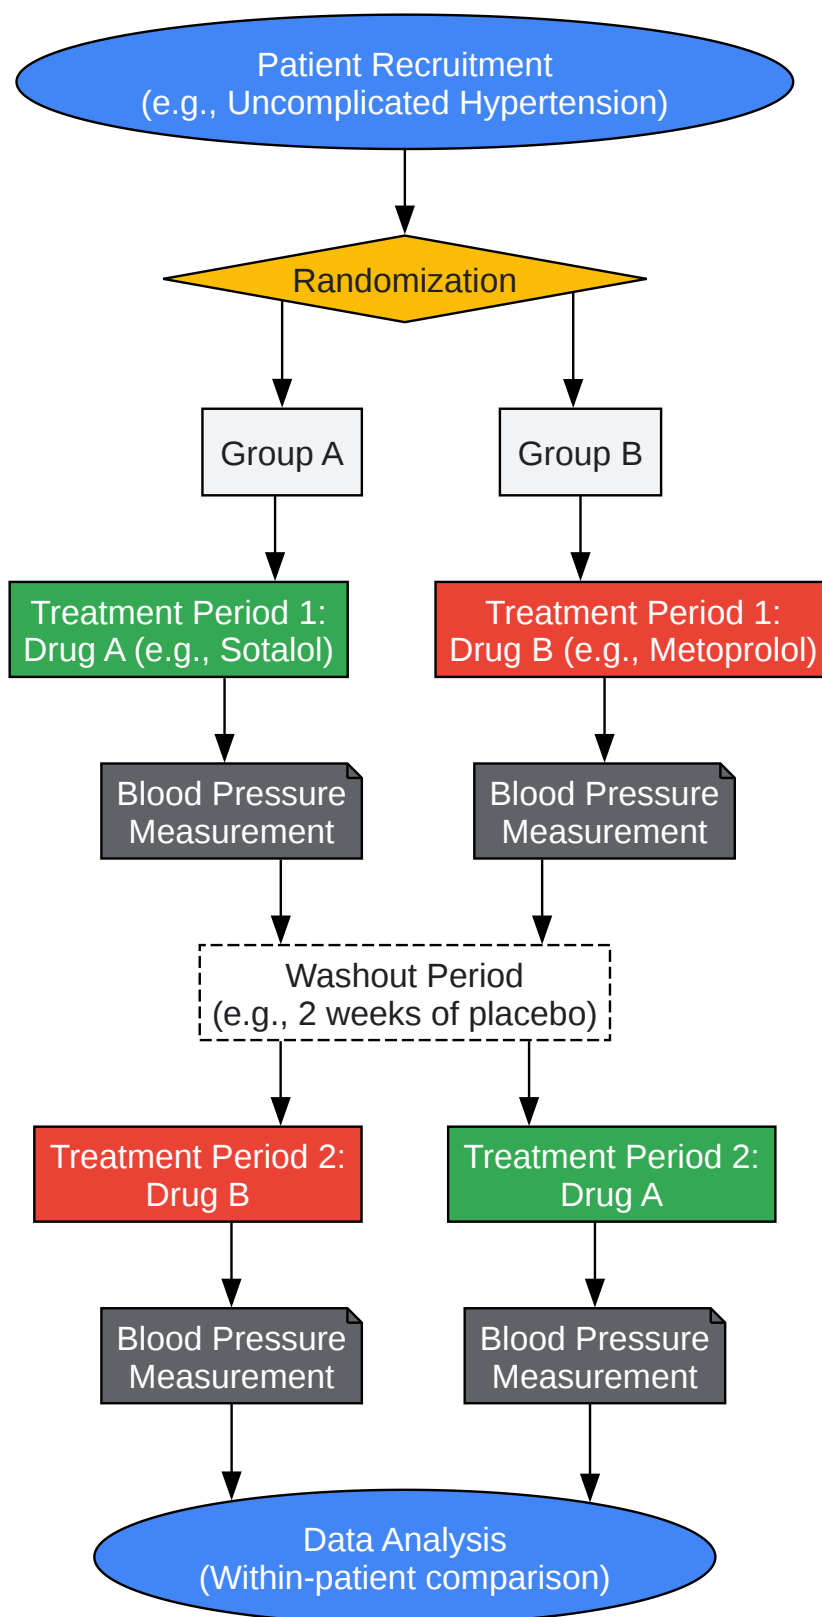 Patient Recruitment
(e.g., Uncomplicated Hypertension)
Randomization
Group A
Group B
Treatment Period 1:
Drug A (e.g., Sotalol)
Treatment Period 1:
Drug B (e.g., Metoprolol)
Blood Pressure
Measurement
Blood Pressure
Measurement
Washout Period
(e.g., 2 weeks of placebo)
Treatment Period 2:
Drug B
Treatment Period 2:
Drug A
Blood Pressure
Measurement
Blood Pressure
Measurement
Data Analysis
(Within-patient comparison)